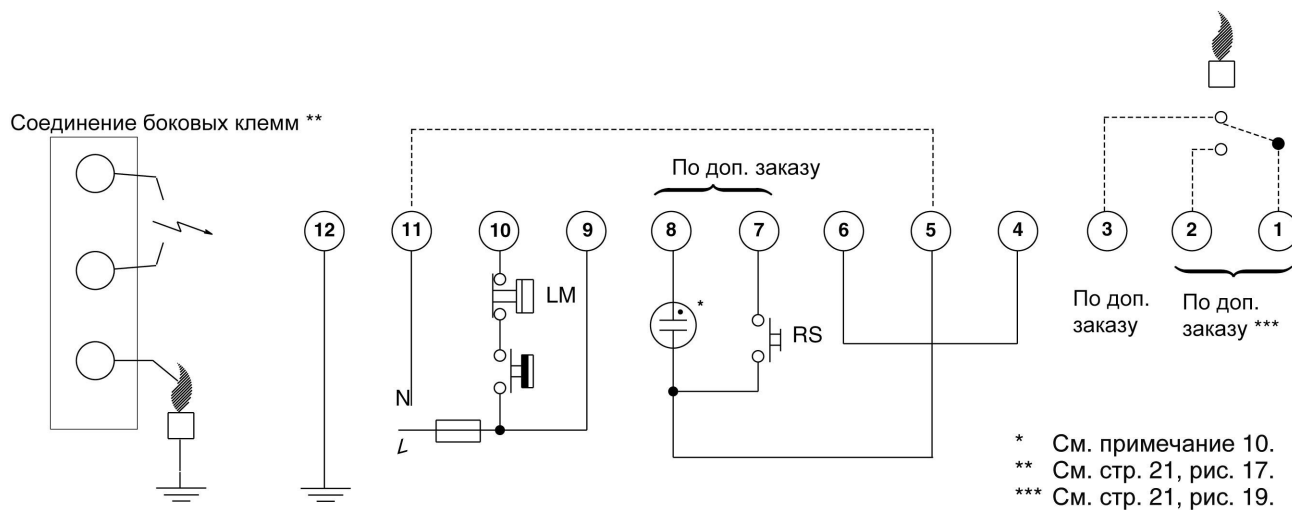 Соединение боковых клемм **
По доп. заказу
12 11 10 9 8 7 6 5 4 3 2 1
LM
*
RS
По доп.
заказу
По доп.
заказу ***
N
L
* См. примечание 10.
** См. стр. 21, рис. 17.
*** См. стр. 21, рис. 19.